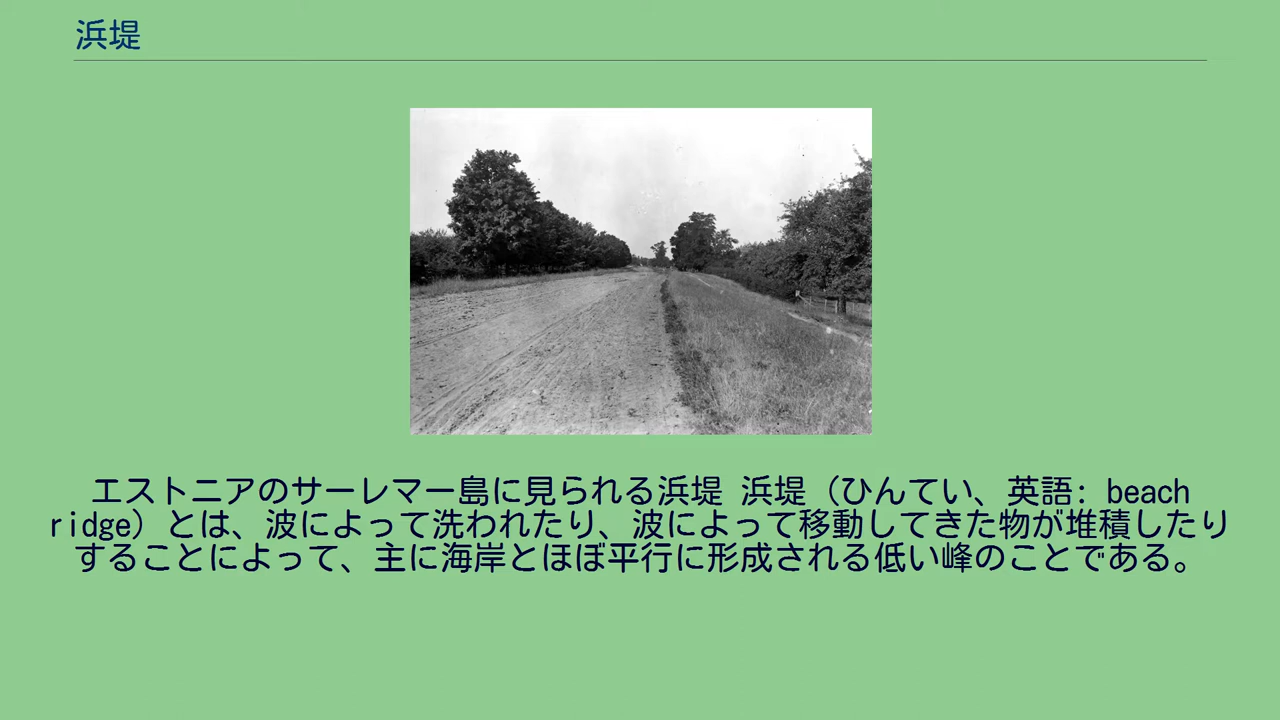 浜堤
エストニアのサーレマー島に見られる浜堤 浜堤（ひんてい、英語: beach
ridge）とは、波によって洗われたり、波によって移動してきた物が堆積したり
することによって、主に海岸とほぼ平行に形成される低い峰のことである。